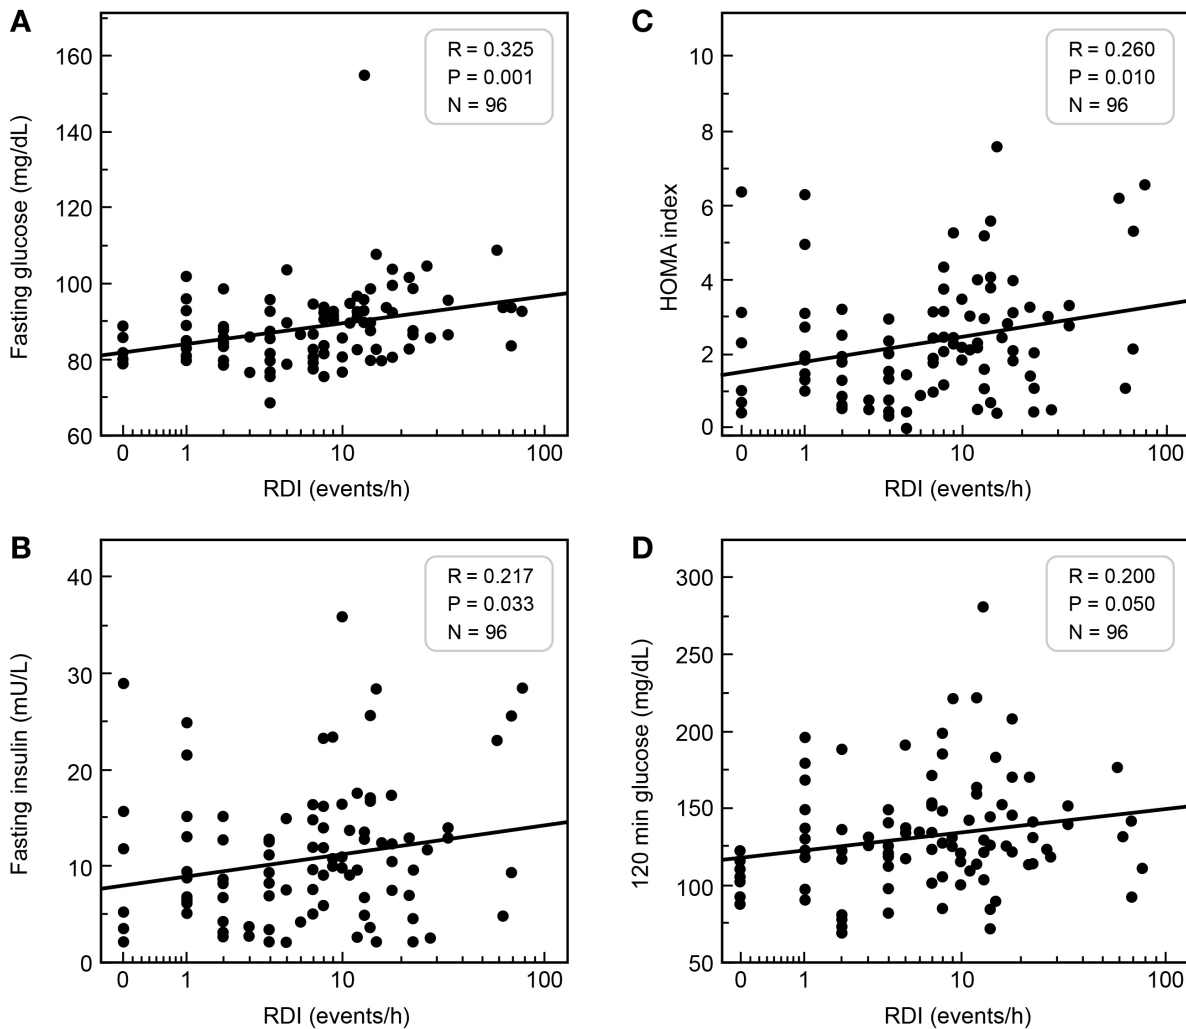 A
Fasting glucose (mg/dL)
160
140
120
100
80
60
R = 0.325
P = 0.001
N = 96
0 1 10 100
RDI (events/h)
C
HOMA index
10
8
6
4
2
0
R = 0.260
P = 0.010
N = 96
0 1 10 100
RDI (events/h)
B
Fasting insulin (mU/L)
40
30
20
10
0
R = 0.217
P = 0.033
N = 96
0 1 10 100
RDI (events/h)
D
120 min glucose (mg/dL)
300
250
200
150
100
50
R = 0.200
P = 0.050
N = 96
0 1 10 100
RDI (events/h)